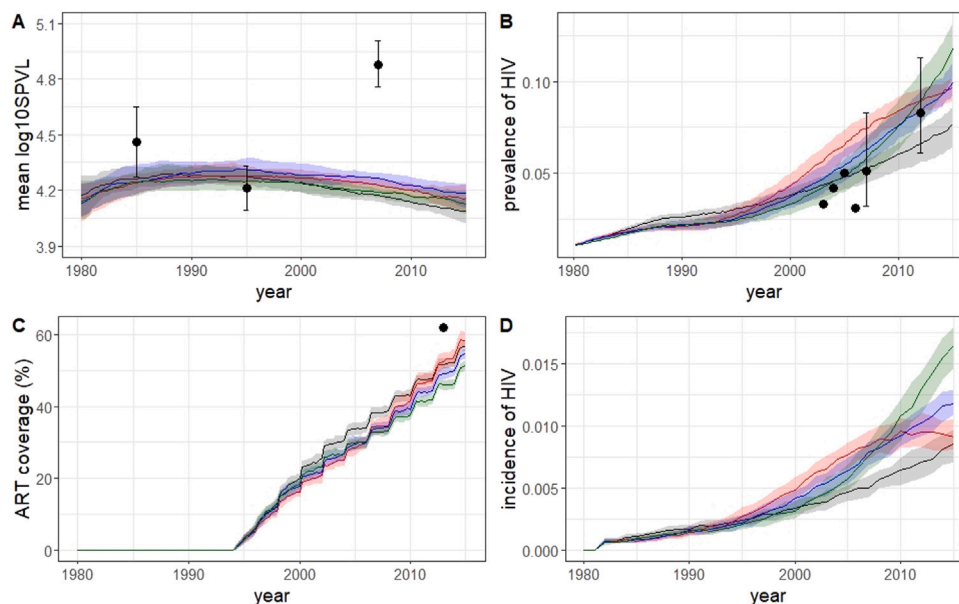 A
B
5.1
4.8
4.5
4.2
3.9
mean log10SPVL
1980 1990 2000 2010
year
0.10
0.05
prevalence of HIV
1980 1990 2000 2010
year
C
D
60
40
20
0
ART coverage (%)
1980 1990 2000 2010
year
0.015
0.010
0.005
0.000
incidence of HIV
1980 1990 2000 2010
year